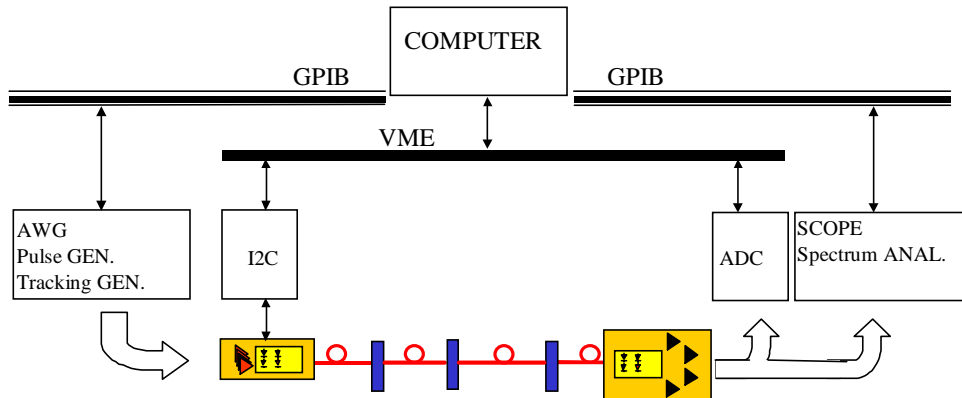 COMPUTER
GPIB
GPIB
VME
AWG
Pulse GEN.
Tracking GEN.
I2C
ADC
SCOPE
Spectrum ANAL.